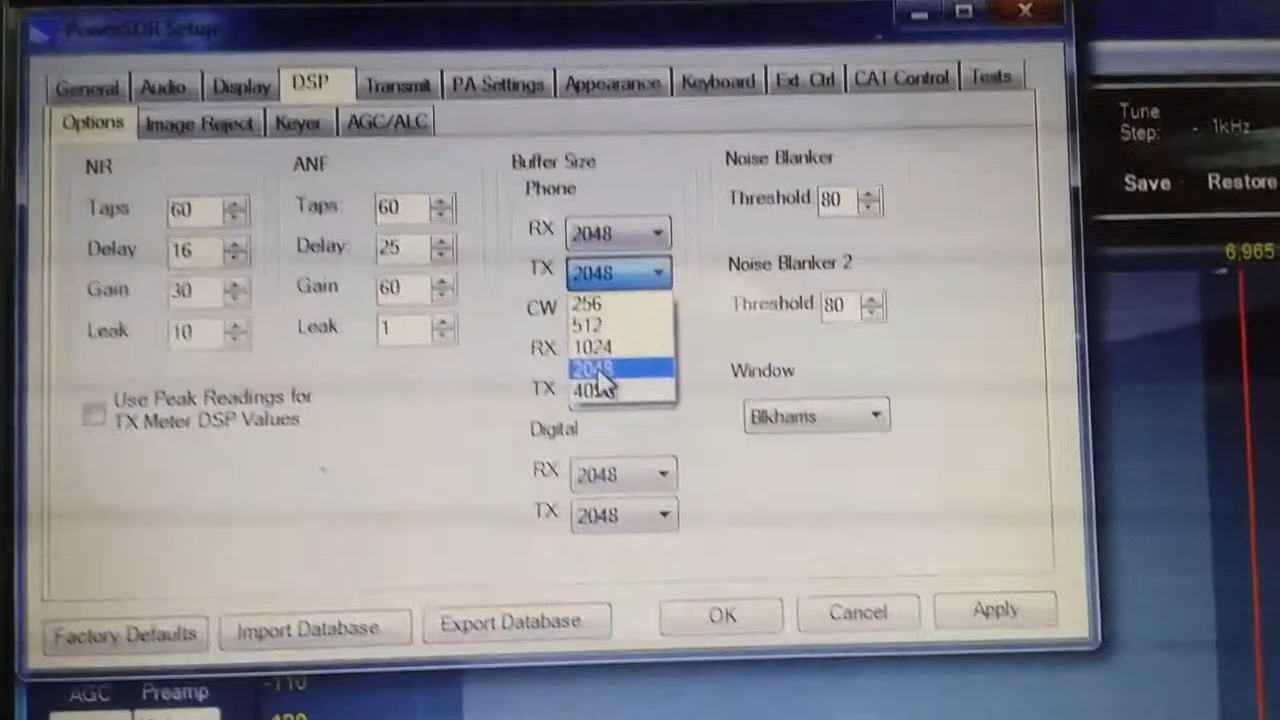 PowerSDR Setup
General Audio Display DSP Transmit PA Settings Appearance Keyboard Ext. Ctrl CAT Control Tests
Options Image Reject Keyer AGC/ALC
NR
Taps 60
Delay 16
Gain 30
Leak 10
Use Peak Readings for
TX Meter DSP Values
ANF
Taps 60
Delay 25
Gain 60
Leak 1
Buffer Size
Phone
RX 2048
TX 2048
256
512
1024
2048
CW
RX
TX
Digital
RX 2048
TX 2048
Noise Blanker
Threshold 80
Noise Blanker 2
Threshold 80
Window
Blkharris
Factory Defaults Import Database Export Database OK Cancel Apply
Tune
Step: - 1kHz
Save Restore
6,965
AGC Preamp
-110